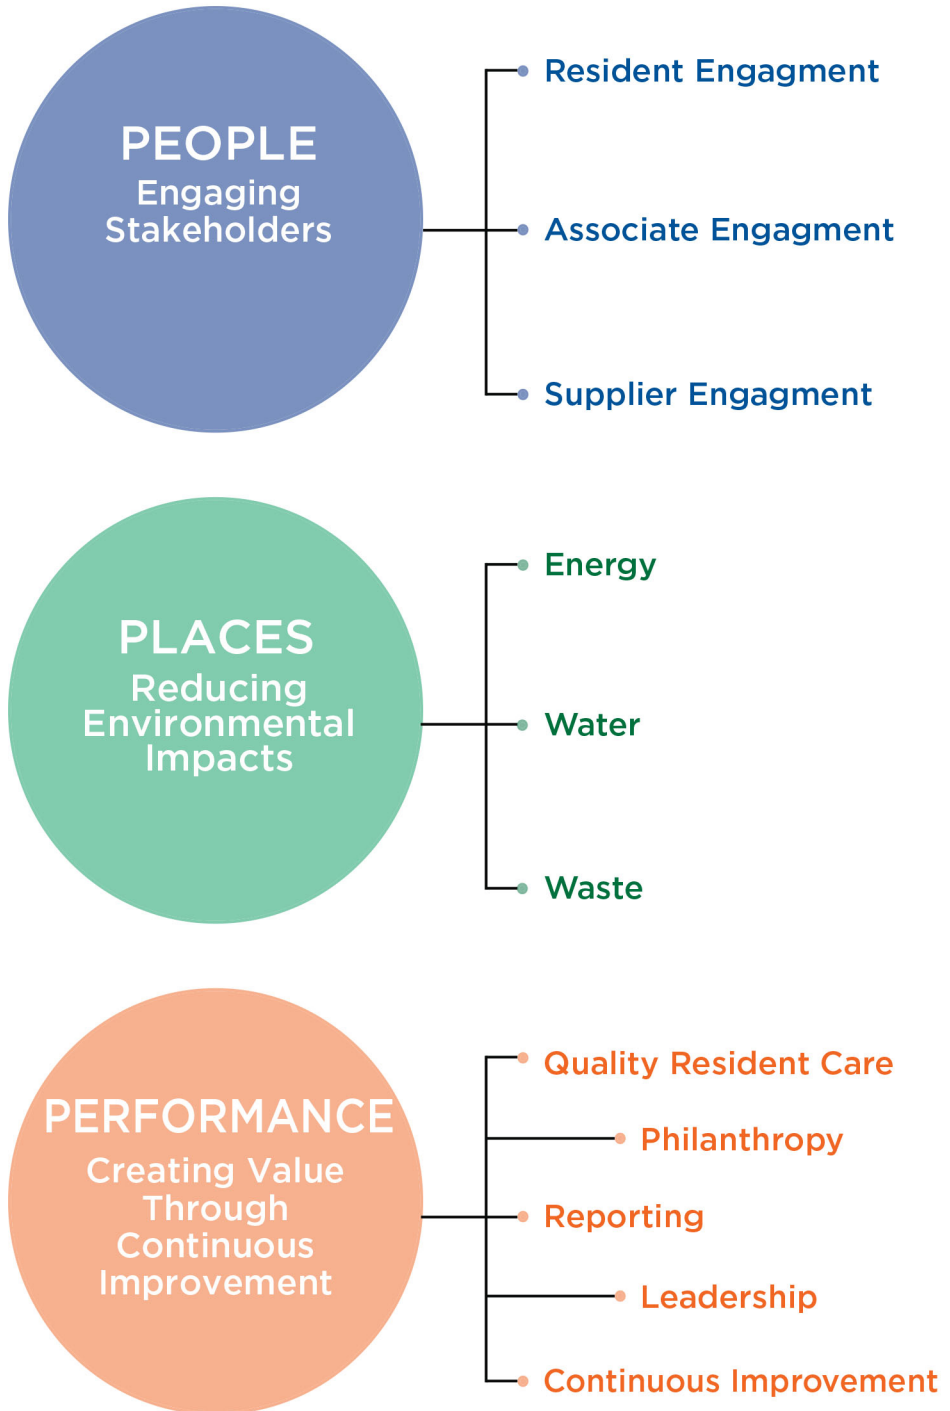 PEOPLE
Engaging
Stakeholders
Resident Engagment
Associate Engagment
Supplier Engagment
PLACES
Reducing
Environmental
Impacts
Energy
Water
Waste
PERFORMANCE
Creating Value
Through
Continuous
Improvement
Quality Resident Care
Philanthropy
Reporting
Leadership
Continuous Improvement